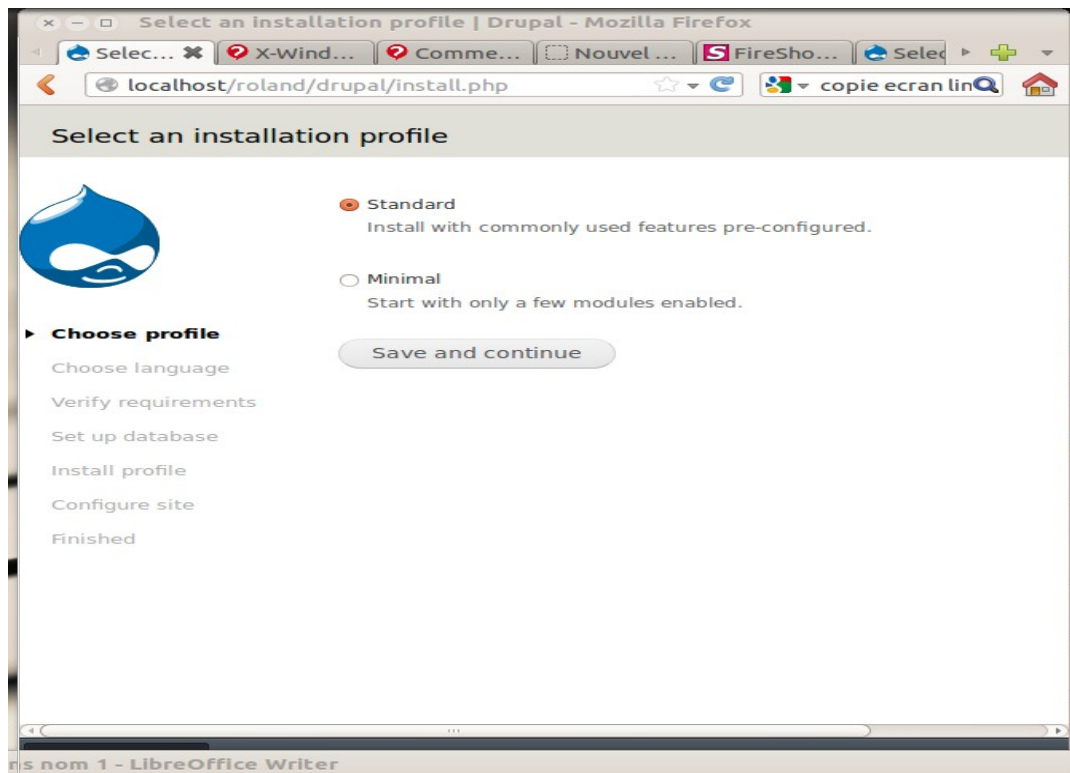 Select an installation profile | Drupal - Mozilla Firefox
Selec... X-Wind... Comme... Nouvel ... FireSho... Selec
localhost/roland/drupal/install.php copie ecran lin
Select an installation profile
Standard
Install with commonly used features pre-configured.
Minimal
Start with only a few modules enabled.
Save and continue
Choose profile
Choose language
Verify requirements
Set up database
Install profile
Configure site
Finished
ns nom 1 - LibreOffice Writer